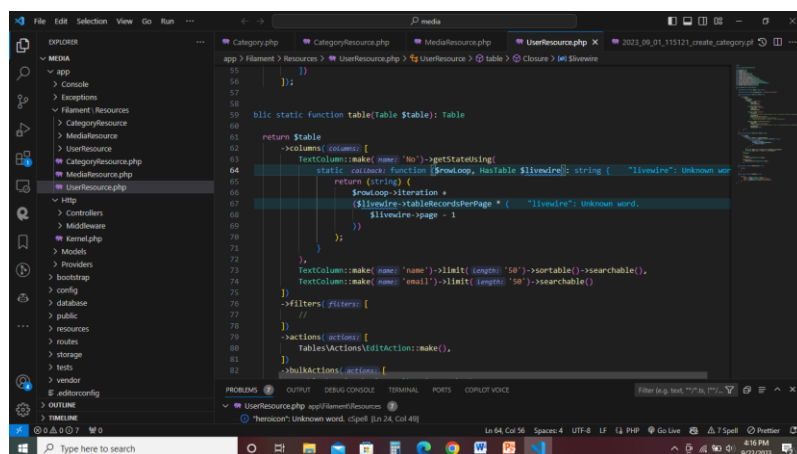 File Edit Selection View Go Run ··· media
EXPLORER ···
MEDIA
app
Console
Exceptions
Filament \ Resources
CategoryResource
MediaResource
UserResource
CategoryResource.php
MediaResource.php
UserResource.php
Http
Controllers
Middleware
Kernel.php
Models
Providers
bootstrap
config
database
public
resources
routes
storage
tests
vendor
.editorconfig
OUTLINE
TIMELINE
Category.php CategoryResource.php MediaResource.php UserResource.php 2023_09_01_115121_create_category.pl
app > Filament > Resources > UserResource.php > UserResource > table > Closure > $livewire
55 ])
56 ]);
57
58
59 blic static function table(Table $table): Table
60
61 return $table
62 ->columns( columns: [
63 TextColumn::make( name: 'No')->getStateUsing(
64 static callback: function ($rowLoop, HasTable $livewire): string { "livewire": Unknown wor
65 return (string) (
66 $rowLoop->iteration +
67 ($livewire->tableRecordsPerPage * ( "livewire": Unknown word.
68 $livewire->page - 1
69 ))
70 );
71 }
72 ),
73 TextColumn::make( name: 'name')->limit( length: '50')->sortable()->searchable(),
74 TextColumn::make( name: 'email')->limit( length: '50')->searchable()
75 ])
76 ->filters( filters: [
77 //
78 ])
79 ->actions( actions: [
80 Tables\Actions\EditAction::make(),
81 ])
82 ->bulkActions( actions: [
PROBLEMS 7 OUTPUT DEBUG CONSOLE TERMINAL PORTS COPILOT VOICE
UserResource.php app\Filament\Resources 7
"heroicon": Unknown word. cSpell [Ln 24, Col 49]
0 0 7 0 Ln 64, Col 56 Spaces: 4 UTF-8 LF PHP Go Live 7 Spell Prettier
Type here to search 4:16 PM